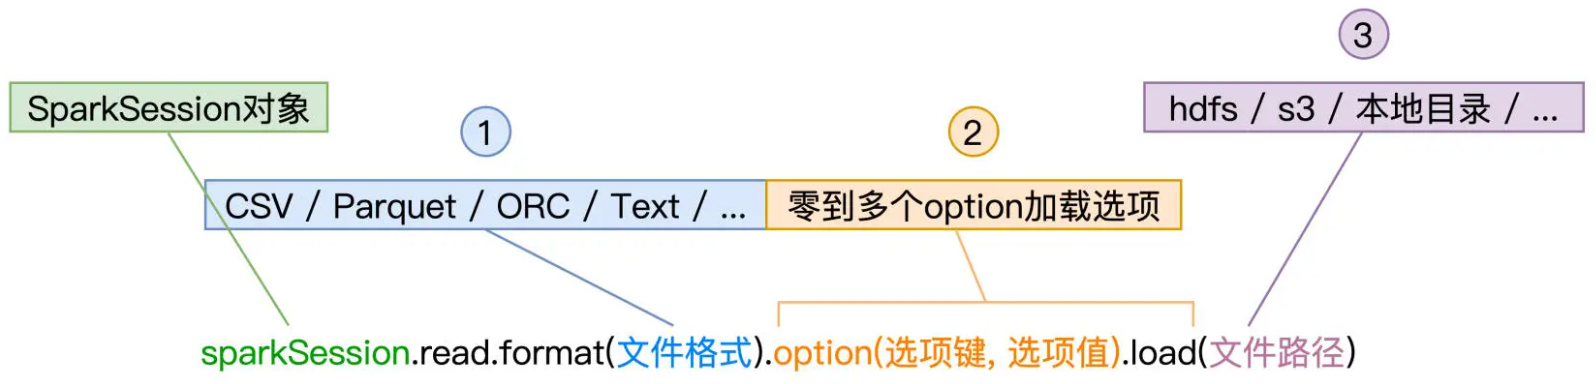 ③
SparkSession对象
①
②
hdfs / s3 / 本地目录 / ...
CSV / Parquet / ORC / Text / ...
零到多个option加载选项
sparkSession.read.format(文件格式).option(选项键, 选项值).load(文件路径)